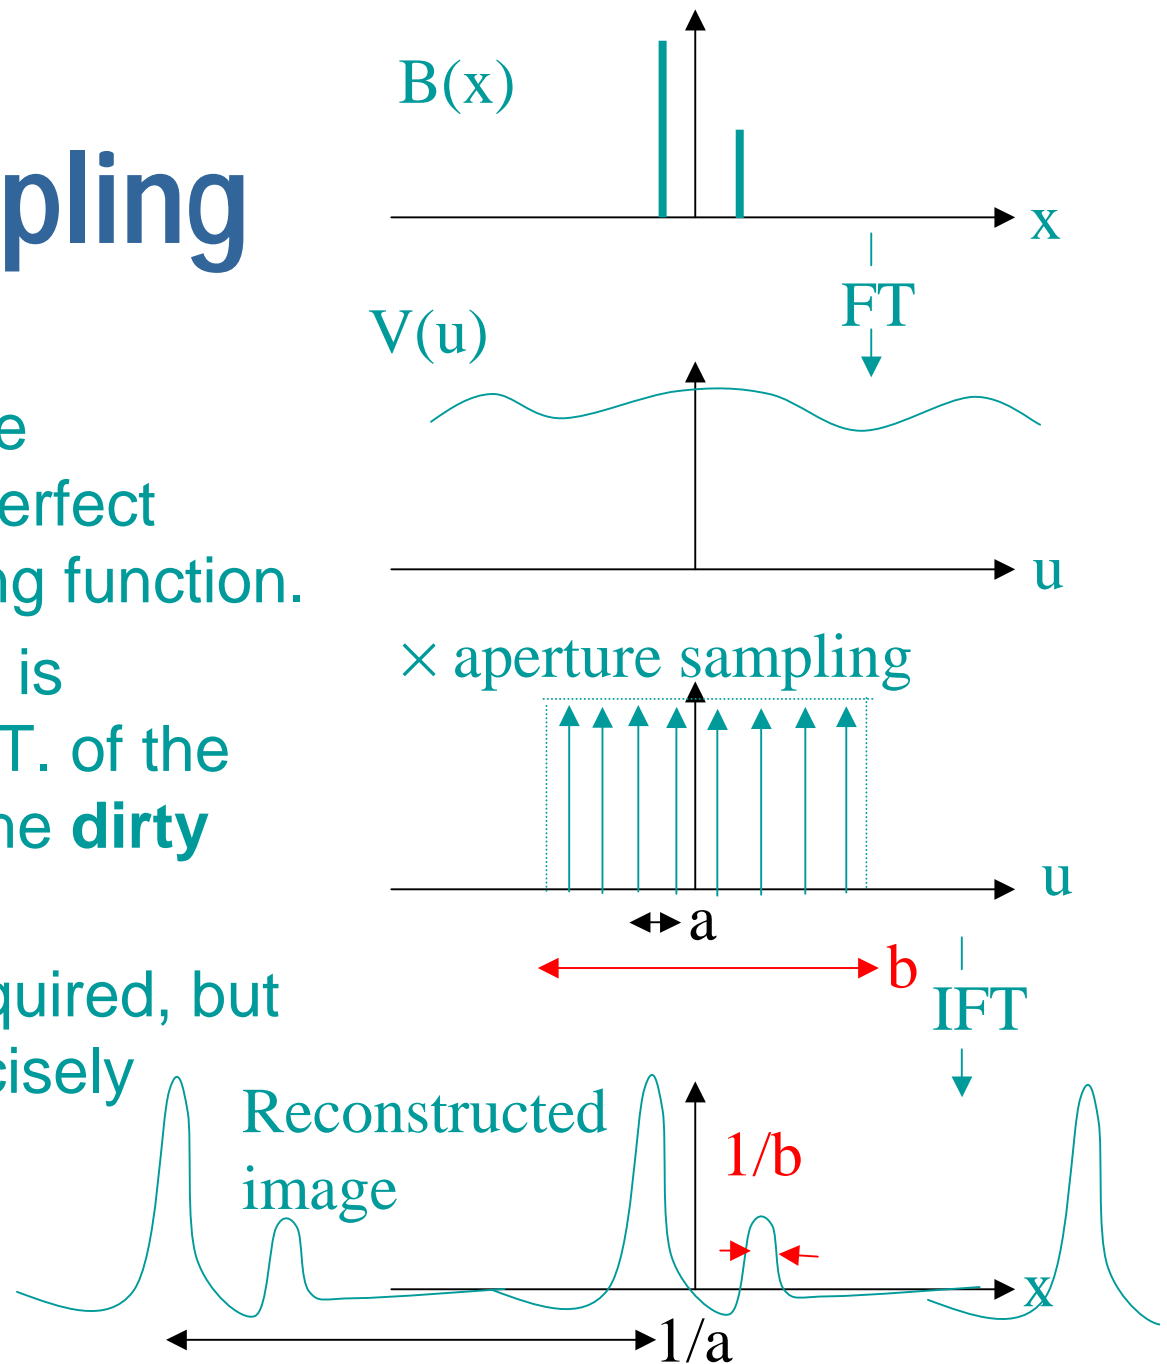 B(x)
pling
x
FT
V(u)
e
erfect
ng function.
u
× aperture sampling
is
T. of the
ne dirty
u
a
b
quired, but
IFT
cisely
Reconstructed
image
1/b
x
1/a